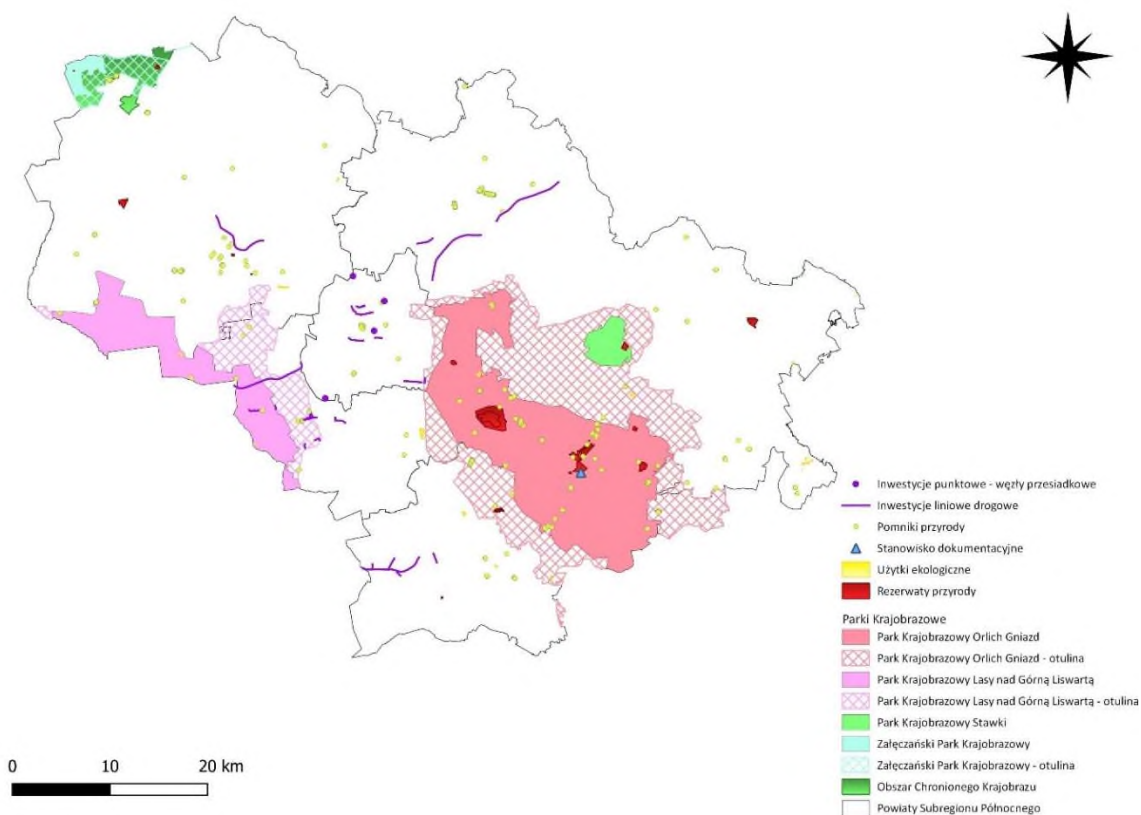 Inwestycje punktowe - węzły przesiadkowe
Inwestycje liniowe drogowe
Pomniki przyrody
Stanowisko dokumentacyjne
Użytki ekologiczne
Rezerwaty przyrody
Parki Krajobrazowe
Park Krajobrazowy Orlich Gniazd
Park Krajobrazowy Orlich Gniazd - otulina
Park Krajobrazowy Lasy nad Górną Liswartą
Park Krajobrazowy Lasy nad Górną Liswartą - otulina
Park Krajobrazowy Stawki
Załęczański Park Krajobrazowy
Załęczański Park Krajobrazowy - otulina
Obszar Chronionego Krajobrazu
Powiaty Subregionu Północnego
0 10 20 km